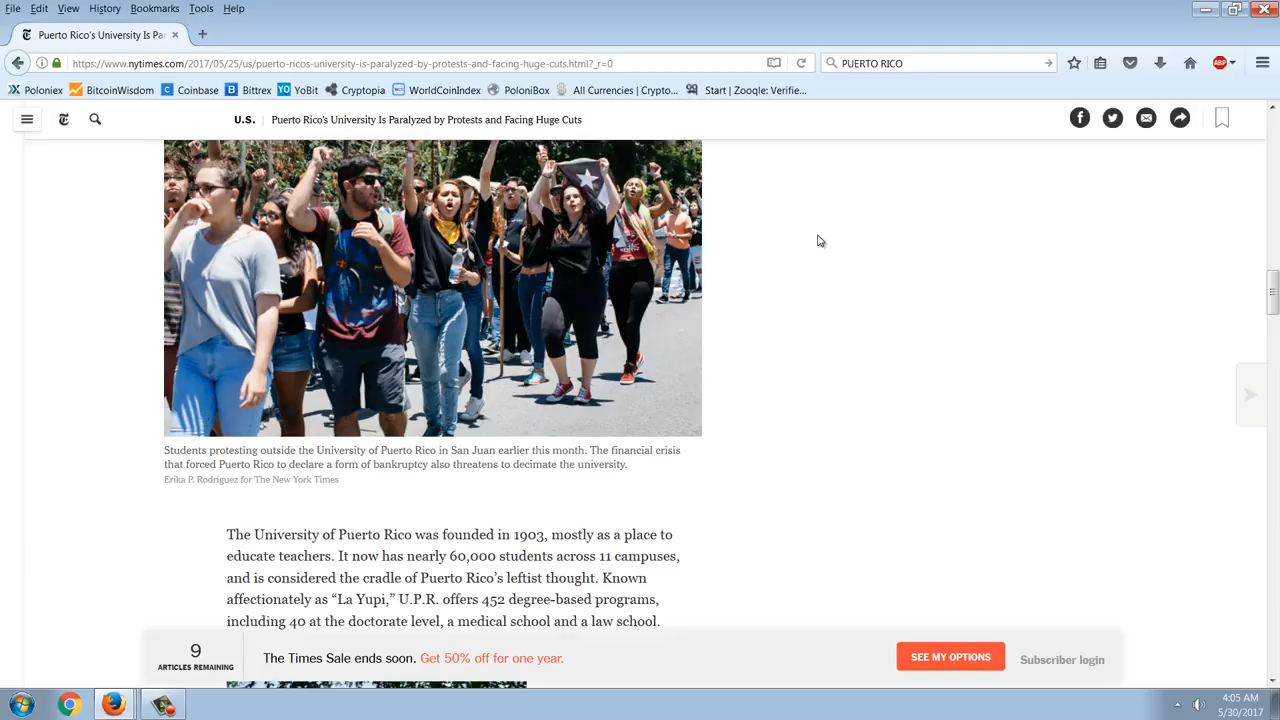 File Edit View History Bookmarks Tools Help
Puerto Rico's University Is Pa
https://www.nytimes.com/2017/05/25/us/puerto-ricos-university-is-paralyzed-by-protests-and-facing-huge-cuts.html?_r=0
PUERTO RICO
ABP
Poloniex BitcoinWisdom Coinbase Bittrex YoBit Cryptopia WorldCoinIndex PoloniBox All Currencies | Crypto... Start | Zooqle: Verifie...
U.S. | Puerto Rico's University Is Paralyzed by Protests and Facing Huge Cuts
Students protesting outside the University of Puerto Rico in San Juan earlier this month. The financial crisis
that forced Puerto Rico to declare a form of bankruptcy also threatens to decimate the university.
Erika P. Rodriguez for The New York Times
The University of Puerto Rico was founded in 1903, mostly as a place to
educate teachers. It now has nearly 60,000 students across 11 campuses,
and is considered the cradle of Puerto Rico's leftist thought. Known
affectionately as “La Yupi,” U.P.R. offers 452 degree-based programs,
including 40 at the doctorate level, a medical school and a law school.
9
ARTICLES REMAINING
The Times Sale ends soon. Get 50% off for one year.
SEE MY OPTIONS
Subscriber login
4:05 AM
5/30/2017